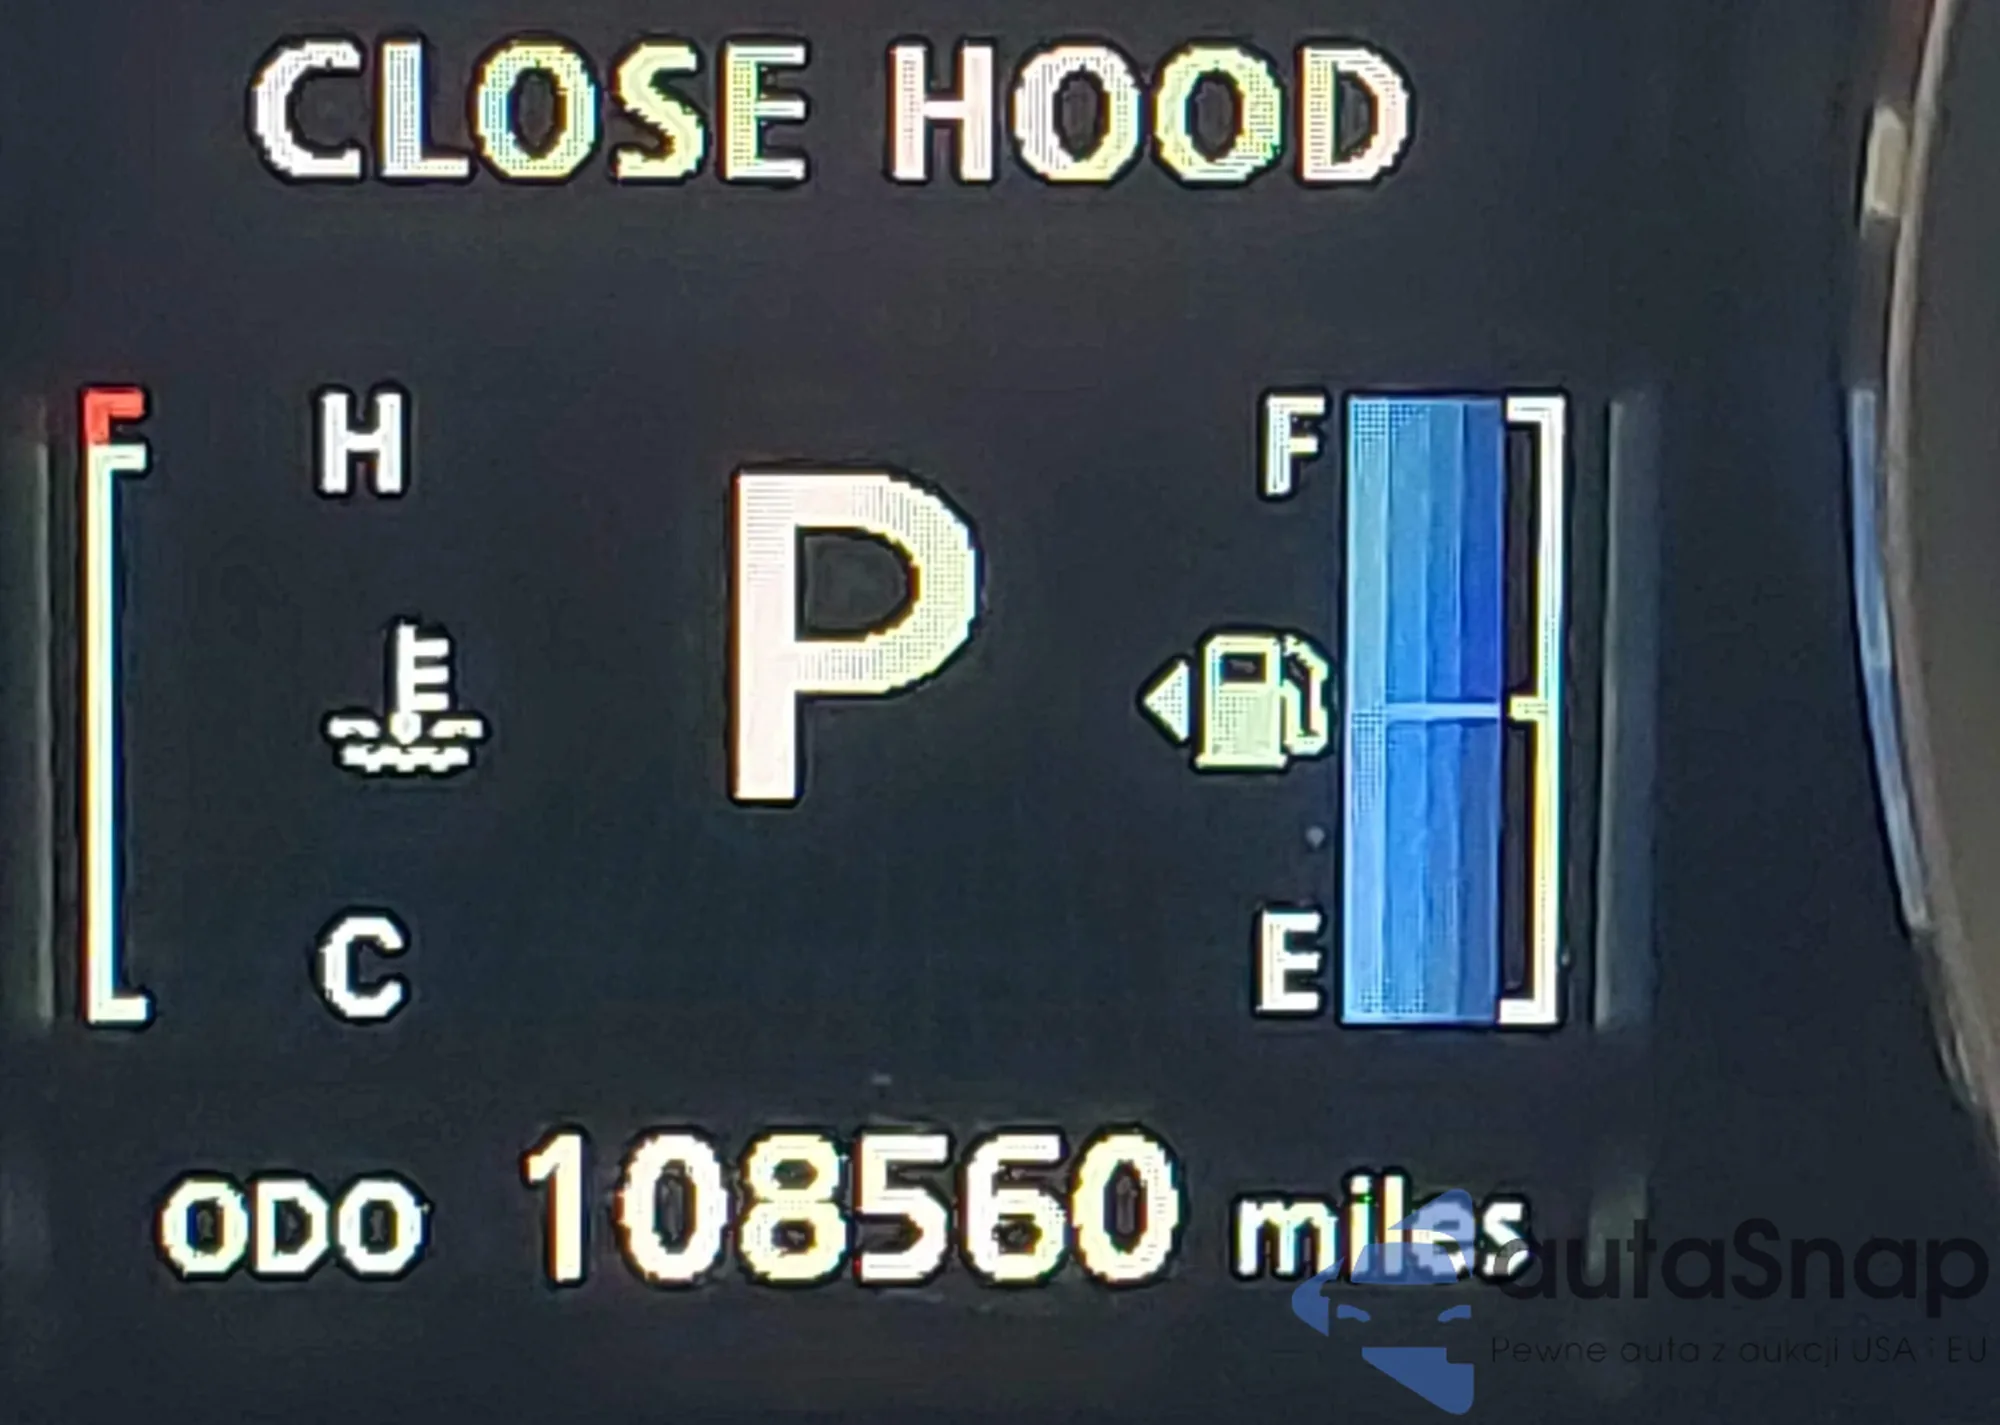 CLOSE HOOD
H
F
P
C
E
ODO 108560 miles
autaSnap
Pewne auta z aukcji USA i EU